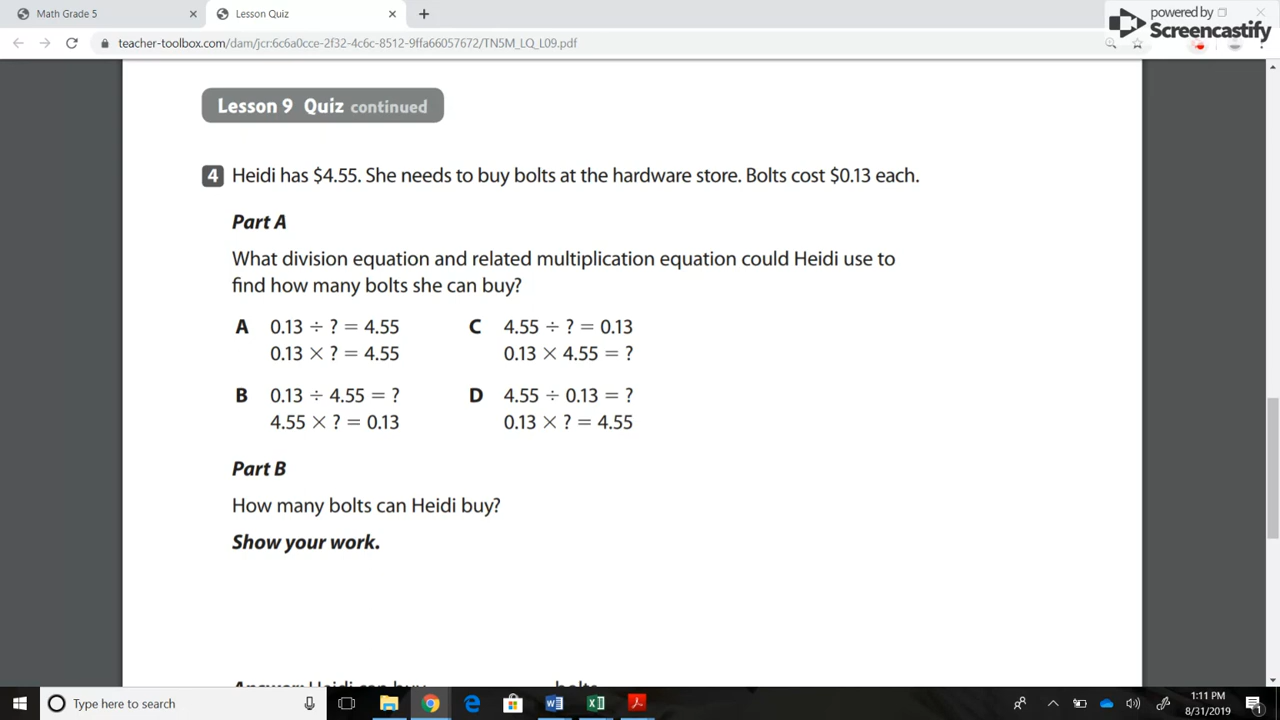 Math Grade 5
Lesson Quiz
powered by
Screencastify
teacher-toolbox.com/dam/jcr:6c6a0cce-2f32-4c6c-8512-9ffa66057672/TN5M_LQ_L09.pdf
Lesson 9 Quiz continued
4 Heidi has $4.55. She needs to buy bolts at the hardware store. Bolts cost $0.13 each.
Part A
What division equation and related multiplication equation could Heidi use to
find how many bolts she can buy?
A 0.13 ÷ ? = 4.55
0.13 × ? = 4.55
B 0.13 ÷ 4.55 = ?
4.55 × ? = 0.13
C 4.55 ÷ ? = 0.13
0.13 × 4.55 = ?
D 4.55 ÷ 0.13 = ?
0.13 × ? = 4.55
Part B
How many bolts can Heidi buy?
Show your work.
Answer: Heidi can buy bolts
Type here to search
1:11 PM
8/31/2019
1